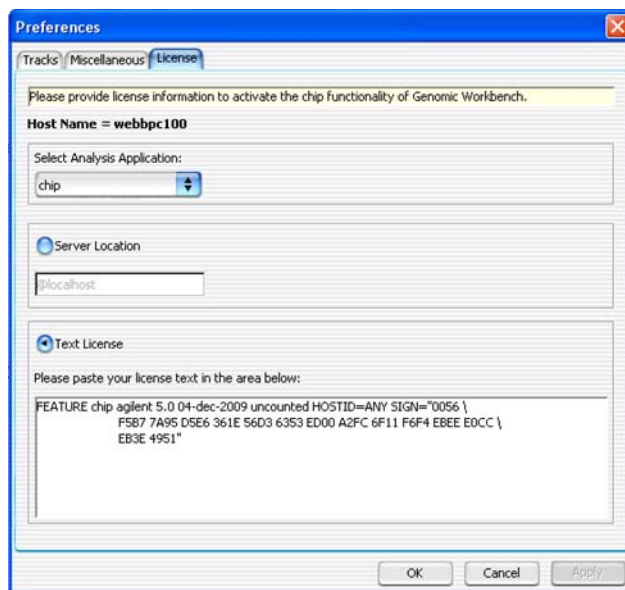 Preferences
Tracks Miscellaneous License
Please provide license information to activate the chip functionality of Genomic Workbench.
Host Name = webbpc100
Select Analysis Application:
chip
Server Location
@localhost
Text License
Please paste your license text in the area below:
FEATURE chip agilent 5.0 04-dec-2009 uncounted HOSTID=ANY SIGN="0056 \
F5B7 7A95 D5E6 361E 56D3 6353 ED00 A2FC 6F11 F6F4 EBEE E0CC \
EB3E 4951"
OK Cancel Apply